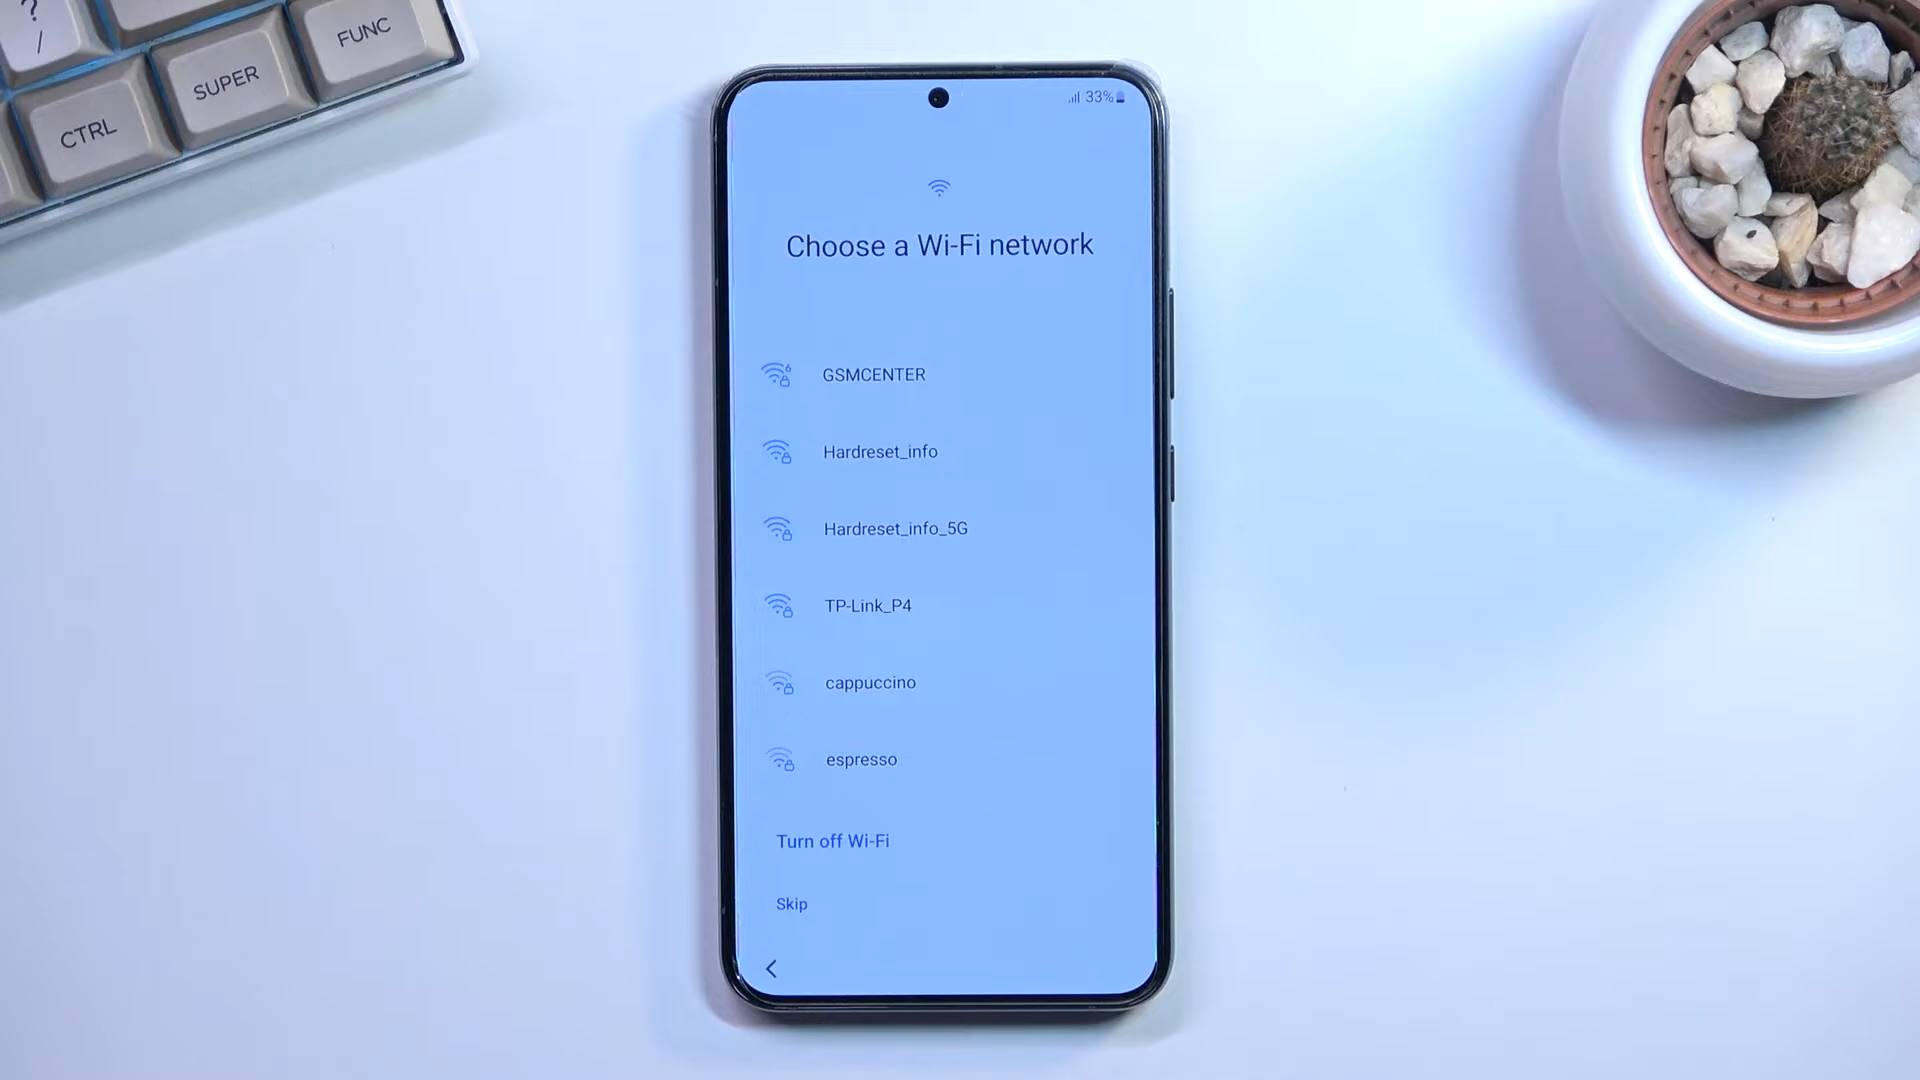 ?
/
FUNC
SUPER
CTRL
33%
Choose a Wi-Fi network
6
GSMCENTER
Hardreset_info
Hardreset_info_5G
TP-Link_P4
cappuccino
espresso
Turn off Wi-Fi
Skip